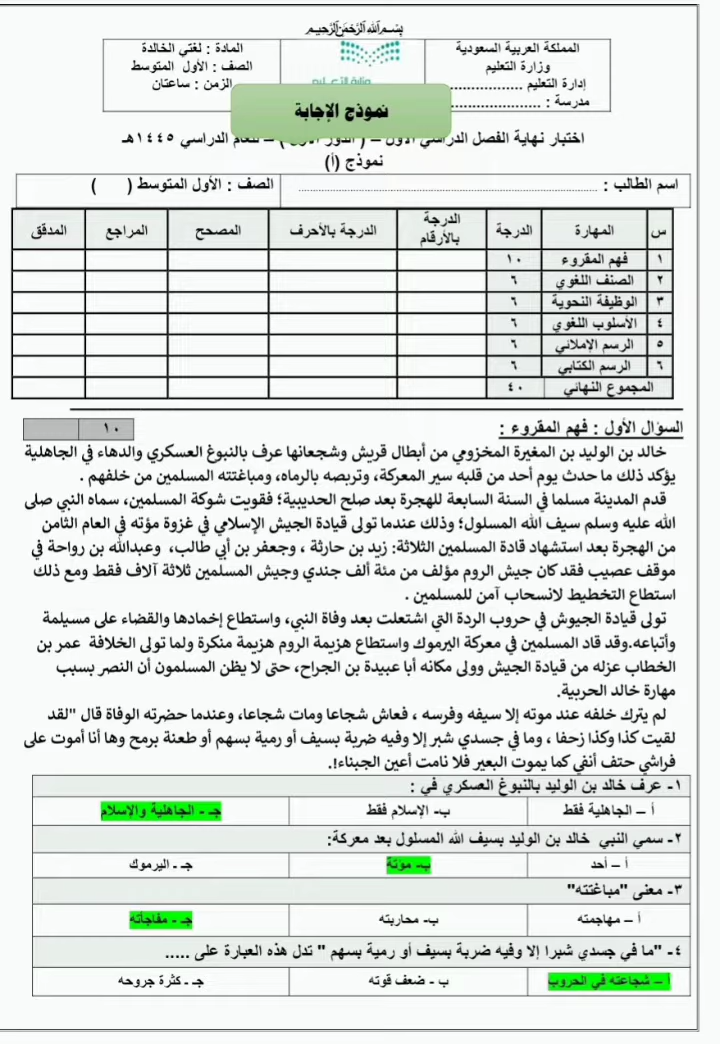 بسم الله الرحمن الرحيم
المملكة العربية السعودية
وزارة التعليم
إدارة التعليم ..................
مدرسة : ......................
وزارة التعليم
المادة : لغتي الخالدة
الصف : الأول المتوسط
الزمن : ساعتان
نموذج الإجابة
اختبار نهاية الفصل الدراسي الأول – ( الدور الأول ) – للعام الدراسي ١٤٤٥هـ
نموذج (أ)
اسم الطالب : ..................................................
الصف : الأول المتوسط ( )
س المهارة الدرجة الدرجة بالأرقام الدرجة بالأحرف المصحح المراجع المدقق
١ فهم المقروء ١٠
٢ الصنف اللغوي ٦
٣ الوظيفة النحوية ٦
٤ الأسلوب اللغوي ٦
٥ الرسم الإملائي ٦
٦ الرسم الكتابي ٦
المجموع النهائي ٤٠
السؤال الأول : فهم المقروء :
١٠
خالد بن الوليد بن المغيرة المخزومي من أبطال قريش وشجعانها عرف بالنبوغ العسكري والدهاء في الجاهلية
يؤكد ذلك ما حدث يوم أحد من قلبه سير المعركة، وتربصه بالرماه، ومباغتته المسلمين من خلفهم .
قدم المدينة مسلما في السنة السابعة للهجرة بعد صلح الحديبية؛ فقويت شوكة المسلمين، سماه النبي صلى
الله عليه وسلم سيف الله المسلول؛ وذلك عندما تولى قيادة الجيش الإسلامي في غزوة مؤته في العام الثامن
من الهجرة بعد استشهاد قادة المسلمين الثلاثة: زيد بن حارثة ، وجعفر بن أبي طالب، وعبدالله بن رواحة في
موقف عصيب فقد كان جيش الروم مؤلف من مئة ألف جندي وجيش المسلمين ثلاثة آلاف فقط ومع ذلك
استطاع التخطيط لانسحاب آمن للمسلمين .
تولى قيادة الجيوش في حروب الردة التي اشتعلت بعد وفاة النبي، واستطاع إخمادها والقضاء على مسيلمة
وأتباعه.وقد قاد المسلمين في معركة اليرموك واستطاع هزيمة الروم هزيمة منكرة ولما تولى الخلافة عمر بن
الخطاب عزله من قيادة الجيش وولى مكانه أبا عبيدة بن الجراح، حتى لا يظن المسلمون أن النصر بسبب
مهارة خالد الحربية.
لم يترك خلفه عند موته إلا سيفه وفرسه ، فعاش شجاعا ومات شجاعا، وعندما حضرته الوفاة قال "لقد
لقيت كذا وكذا زحفا ، وما في جسدي شبر إلا وفيه ضربة بسيف أو رمية بسهم أو طعنة برمح وها أنا أموت على
فراشي حتف أنفي كما يموت البعير فلا نامت أعين الجبناء!.
١- عرف خالد بن الوليد بالنبوغ العسكري في :
أ – الجاهلية فقط ب- الإسلام فقط جـ - الجاهلية والإسلام
٢- سمي النبي خالد بن الوليد بسيف الله المسلول بعد معركة:
أ – أحد ب- مؤتة جـ - اليرموك
٣- معنى "مباغتته"
أ – مهاجمته ب- محاربته جـ - مفاجأته
٤- "ما في جسدي شبرا إلا وفيه ضربة بسيف أو رمية بسهم " تدل هذه العبارة على .....
أ – شجاعته في الحروب ب - ضعف قوته جـ - كثرة جروحه